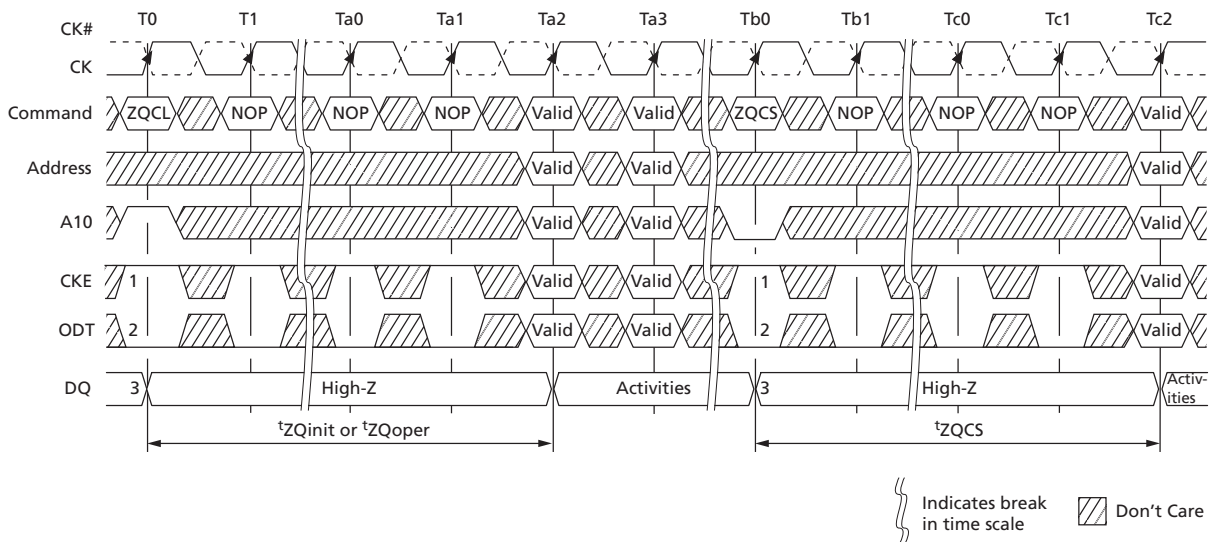 T0 T1 Ta0 Ta1 Ta2 Ta3 Tb0 Tb1 Tc0 Tc1 Tc2
CK#
CK
Command ZQCL NOP NOP NOP Valid Valid ZQCS NOP NOP NOP Valid
Address Valid Valid Valid
A10 Valid Valid Valid
CKE 1 Valid Valid 1 Valid
ODT 2 Valid Valid 2 Valid
DQ 3 High-Z Activities 3 High-Z Activ-
ities
tZQinit or tZQoper tZQCS
Indicates break
in time scale
Don't Care